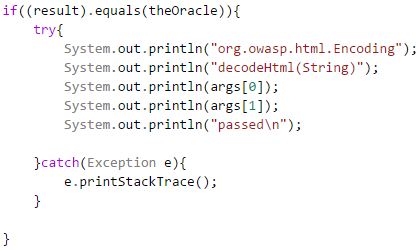 if((result).equals(theOracle)){
    try{
        System.out.println("org.owasp.html.Encoding");
        System.out.println("decodeHtml(String)");
        System.out.println(args[0]);
        System.out.println(args[1]);
        System.out.println("passed\n");

    }catch(Exception e){
        e.printStackTrace();
    }

}